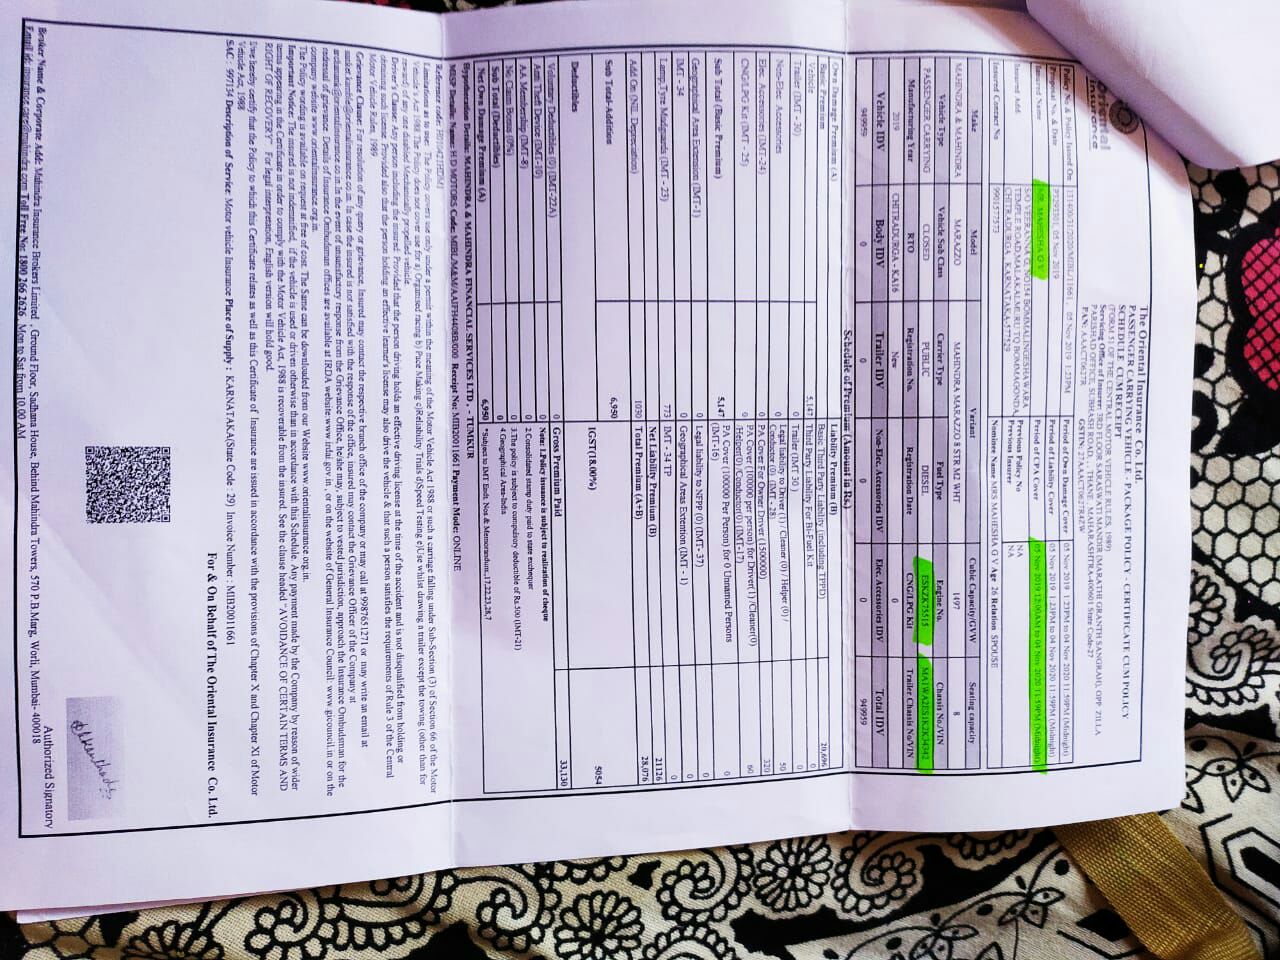 Oriental
Insurance
The Oriental Insurance Co. Ltd.
PASSENGER CARRYING VEHICLE - PACKAGE POLICY - CERTIFICATE CUM POLICY
SCHEDULE CUM RECEIPT
(FORM 51 OF THE CENTRAL MOTOR VEHICLE RULES, 1989)
Servicing Office of Insurer: 3RD FLOOR SARASWATI MANDIR (MARATHI GRANTH SANGRAH), OPP. ZILLA
PARISHAD OFFICE, SUBHASH ROAD, , , THANE, MAHARASHTRA-400601 State Code-27
PAN: AAACT0627R GSTIN:
Policy No & Policy Issued On 131400/31/2020/MIBL/11661, 05 Nov 2019 1:23PM Period of Own Damage Cover 05 Nov 2019 1:23PM to 04 Nov 2020 11:59PM (Midnight)
Proposal No. & Date 05 Nov 2019 Period of Liability Cover 05 Nov 2019 1:23PM to 04 Nov 2020 11:59PM (Midnight)
Insured Name MR. MAHESHA G V Period of CPA Cover 05 Nov 2019 12:00AM to 04 Nov 2020 11:59PM (Midnight)
Insured Add. S/O VEERANNA G, NO154 BOMMALINGESHAWARA Previous Policy No NA
TEMPLE ROAD,MALAKALMURU TQ BOMMAGONDA, Previous Insurer NA
CHITRADURGA - KARNATAKA-577529
Insured Contact No 9901577573 Nominee Name MRS MAHESHA G V Age 26 Relation SPOUSE
Make Model Variant Cubic Capacity/GVW Seating capacity
MAHINDRA & MAHINDRA MARAZZO MAHINDRA MARAZZO 8 STR M2 WHT 1497 8
Vehicle Type Vehicle Sub Class Carrier Type Fuel Type Engine No. Chassis No./VIN
PASSENGER CARRYING CLOSED PUBLIC DIESEL ESKZK75515 MA1WA2ES1K2K34342
Manufacturing Year RTO Registration No. Registration Date CNG/LPG Kit Trailer Chassis No/VIN
2019 CHITRADURGA - KA16 New 0
Vehicle IDV Body IDV Trailer IDV Non-Elec. Accessories IDV Elec. Accessories IDV Total IDV
949959 0 0 0 0 949959
Schedule of Premium (Amount in Rs.)
Own Damage Premium (A) Liability Premium (B)
Basic Premium Basic Third Party Liability (including TPPD) 20,696
Vehicle 5,147 Third Party Liability For Bi-Fuel Kit 0
Trailer (IMT - 30) Trailer (IMT 30 ) 0
Non-Elec. Accessories 0 Legal liability to Driver (1) / Cleaner (0) / Helper (0) / 50
Conductor (0) (IMT - 28)
Elec. Accessories (IMT-24) 0 PA Cover For Owner Driver (1500000) 320
CNG/LPG Kit (IMT - 25) 0 PA Cover (100000 per person) for Driver(1) /Cleaner(0) 60
/Helper(0)/Conductor(0) (IMT-17)
Sub Total (Basic Premium) 5,147 PA Cover (100000 Per Person) for 0 Unnamed Persons 0
(IMT-16)
Geographical Area Extension (IMT-1) 0 Legal liability to NFPP (0) (IMT- 37) 0
IMT - 34 0 Geographical Areas Extention (IMT - 1) 0
Lamp,Tyre Mudguards (IMT - 23) 773 IMT - 34 TP 0
Net Liability Premium (B) 21126
Add On (NIL Depreciation) 1030 Total Premium (A+B) 28,076
Sub Total-Addition 6,950 IGST(18.00%) 5054
Deductibles
Voluntary Deductibles (0) (IMT-22A) 0 Gross Premium Paid 33,130
Anti Theft Device (IMT-10) 0 Note: 1.Policy Issuance is subject to realization of cheque
AA Membership (IMT-8) 0 2.Consolidated stamp duty paid to state exchequer
No Claim Bonus (0%) 0 3.The policy is subject to compulsory deductible of Rs.500 (IMT-21)
Sub Total (Deductibles) 0 4 Geographical Area-India
Net Own Damage Premium (A) 6,950 *Subject to IMT Endt. Nos & Memorandum.,17,22,23,28,7
Hypothecation Details: MAHINDRA & MAHINDRA FINANCIAL SERVICES LTD . - TUMKUR
MISP Details: Name: H D MOTORS Code: Receipt No: MIB20011661 Payment Mode: ONLINE
Limitations as to use: The Policy covers use only under a permit within the meaning of the Motor Vehicle Act 1988 or such a carriage falling under Sub-Section (3) of Section 66 of the Motor
Vehicle's Act 1988.The Policy does not cover use for a) Organised racing b) Pace Making c)Reliability Trials d)Speed Testing e)Use whilst drawing a trailer except the towing (other than for
reward) of any one disabled Mechanically propelled vehicle.
Driver's Clause: Any person including the insured: Provided that the person driving holds an effective driving license at the time of the accident and is not disqualified from holding or
obtaining such a license. Provided also that the person holding an effective learner's license may also drive the vehicle & that such a person satisfies the requirements of Rule 3 of the Central
Motor Vehicle Rules, 1989
Grievance Clause: For resolution of any query or grievance, Insured may contact the respective branch office of the company or may call at 9987651271 or may write an email at
In case the insured is not satisfied with the response of the office, insured may contact the Grievance Officer of the Company at
In the event of unsatisfactory response from the Grievance Office, he/she may, subject to vested jurisdiction, approach the Insurance Ombudsman for the
redressal of grievance. Details of Insurance Ombudsman offices are available at IRDA website:www.irdai.gov.in, or on the website of General Insurance Council: www.gicouncil.in or on the
company website www.orientalinsurance.org.in.
The Policy wording is available on request at free of cost. The Same can be downloaded from our Website www.orientalinsurance.org.in.
Important Notice: The insured is not indemnified, if the vehicle is used or driven otherwise than in accordance with this Schedule. Any payment made by the Company by reason of wider
terms appearing in the Certificate in order to comply with the Motor Vehicle Act, 1988 is recoverable from the insured. See the clause headed "AVOIDANCE OF CERTAIN TERMS AND
RIGHT OF RECOVERY" For legal interpretation, English version will hold good.
I/we hereby certify that the Policy to which this Certificate relates as well as this Certificate of Insurance are issued in accordance with the provisions of Chapter X and Chapter XI of Motor
Vehicle Act, 1988
SAC : 997134 Description of Service: Motor vehicle Insurance Place of Supply : KARNATAKA(State Code : 29) Invoice Number : MID20011661
For & On Behalf of The Oriental Insurance Co. Ltd.
Authorized Signatory
Broker Name & Corporate Add: Mahindra Insurance Brokers Limited , Ground Floor, Sadhana House, Behind Mahindra Towers, 570 P.B.Marg, Worli, Mumbai- 400018
Email id: Toll Free No: 1800 266 2626 Mon to Sat from 10.00 AM